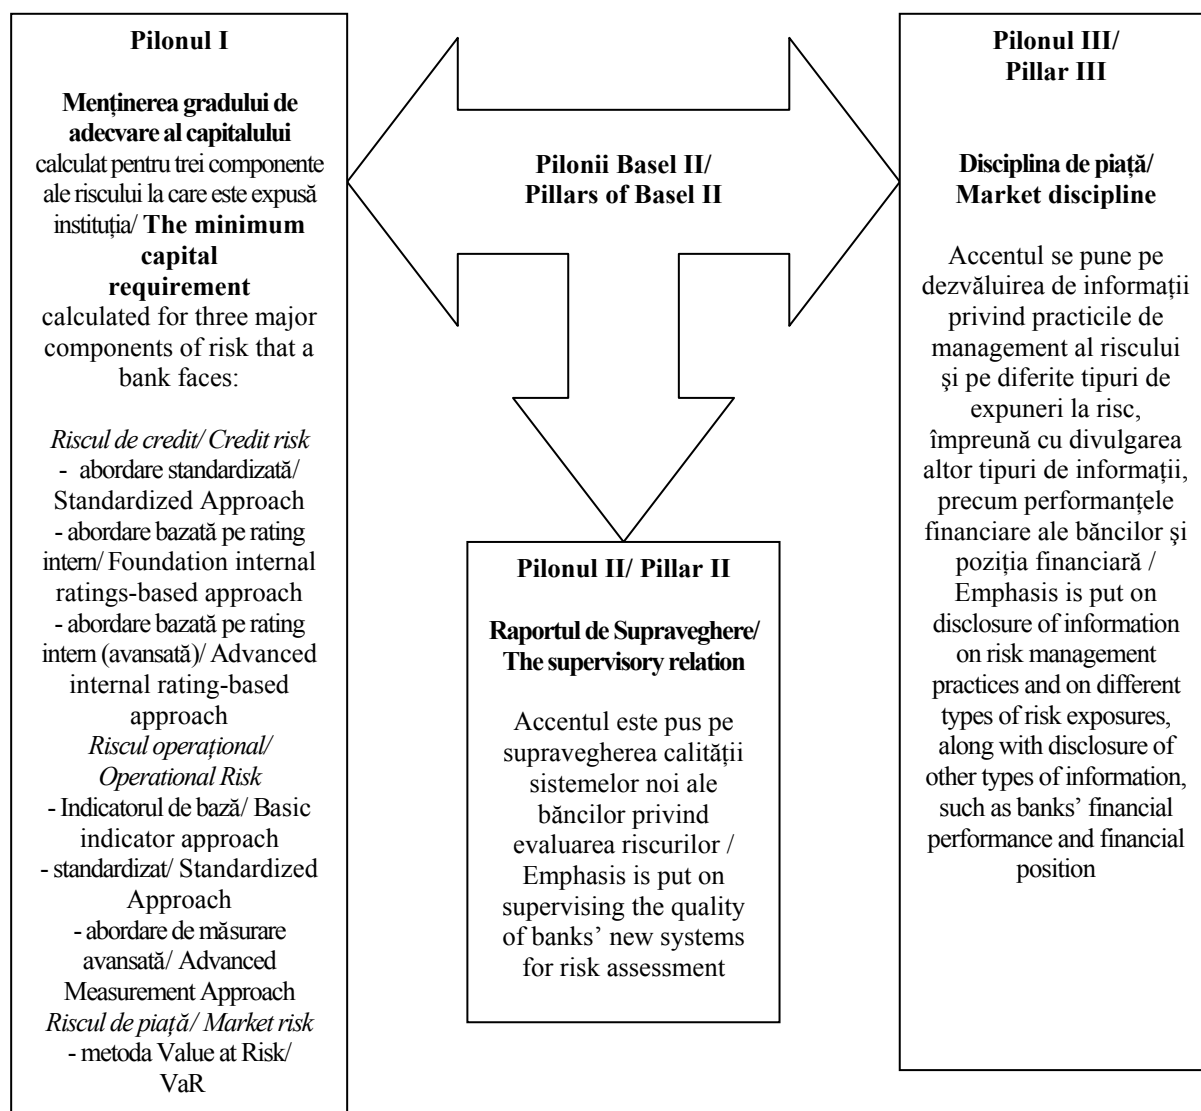 Pilonul I
Menținerea gradului de
adecvare al capitalului
calculat pentru trei componente
ale riscului la care este expusă
instituția/ The minimum
capital
requirement
calculated for three major
components of risk that a
bank faces:
Riscul de credit/ Credit risk
- abordare standardizată/
Standardized Approach
- abordare bazată pe rating
intern/ Foundation internal
ratings-based approach
- abordare bazată pe rating
intern (avansată)/ Advanced
internal rating-based
approach
Riscul operațional/
Operational Risk
- Indicatorul de bază/ Basic
indicator approach
- standardizat/ Standardized
Approach
- abordare de măsurare
avansată/ Advanced
Measurement Approach
Riscul de piață/ Market risk
- metoda Value at Risk/
VaR
Pilonii Basel II/
Pillars of Basel II
Pilonul II/ Pillar II
Raportul de Supraveghere/
The supervisory relation
Accentul este pus pe
supravegherea calității
sistemelor noi ale
băncilor privind
evaluarea riscurilor /
Emphasis is put on
supervising the quality
of banks’ new systems
for risk assessment
Pilonul III/
Pillar III
Disciplina de piață/
Market discipline
Accentul se pune pe
dezvăluirea de informații
privind practicile de
management al riscului
şi pe diferite tipuri de
expuneri la risc,
împreună cu divulgarea
altor tipuri de informații,
precum performanțele
financiare ale băncilor şi
poziția financiară /
Emphasis is put on
disclosure of information
on risk management
practices and on different
types of risk exposures,
along with disclosure of
other types of information,
such as banks’ financial
performance and financial
position